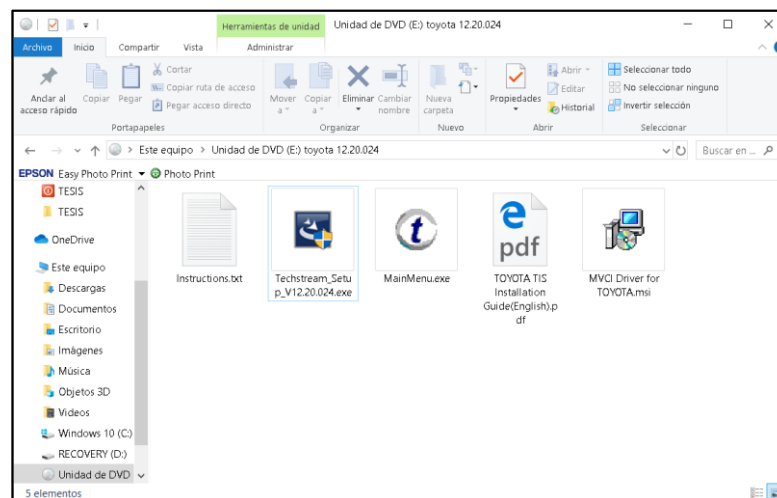 Herramientas de unidad
Unidad de DVD (E:) toyota 12.20.024
Archivo
Inicio
Compartir
Vista
Administrar
Anclar al
acceso rápido
Copiar
Pegar
Cortar
Copiar ruta de acceso
Pegar acceso directo
Portapapeles
Mover
a
Copiar
a
Eliminar
Cambiar
nombre
Organizar
Nueva
carpeta
Nuevo
Propiedades
Abrir
Editar
Historial
Abrir
Seleccionar todo
No seleccionar ninguno
Invertir selección
Seleccionar
Este equipo > Unidad de DVD (E:) toyota 12.20.024
Buscar en ...
EPSON Easy Photo Print
Photo Print
TESIS
TESIS
OneDrive
Este equipo
Descargas
Documentos
Escritorio
Imágenes
Música
Objetos 3D
Videos
Windows 10 (C:)
RECOVERY (D:)
Unidad de DVD
Instructions.txt
Techstream_Setu
p_V12.20.024.exe
t
MainMenu.exe
e
pdf
TOYOTA TIS
Installation
Guide(English).p
df
MVCI Driver for
TOYOTA.msi
5 elementos